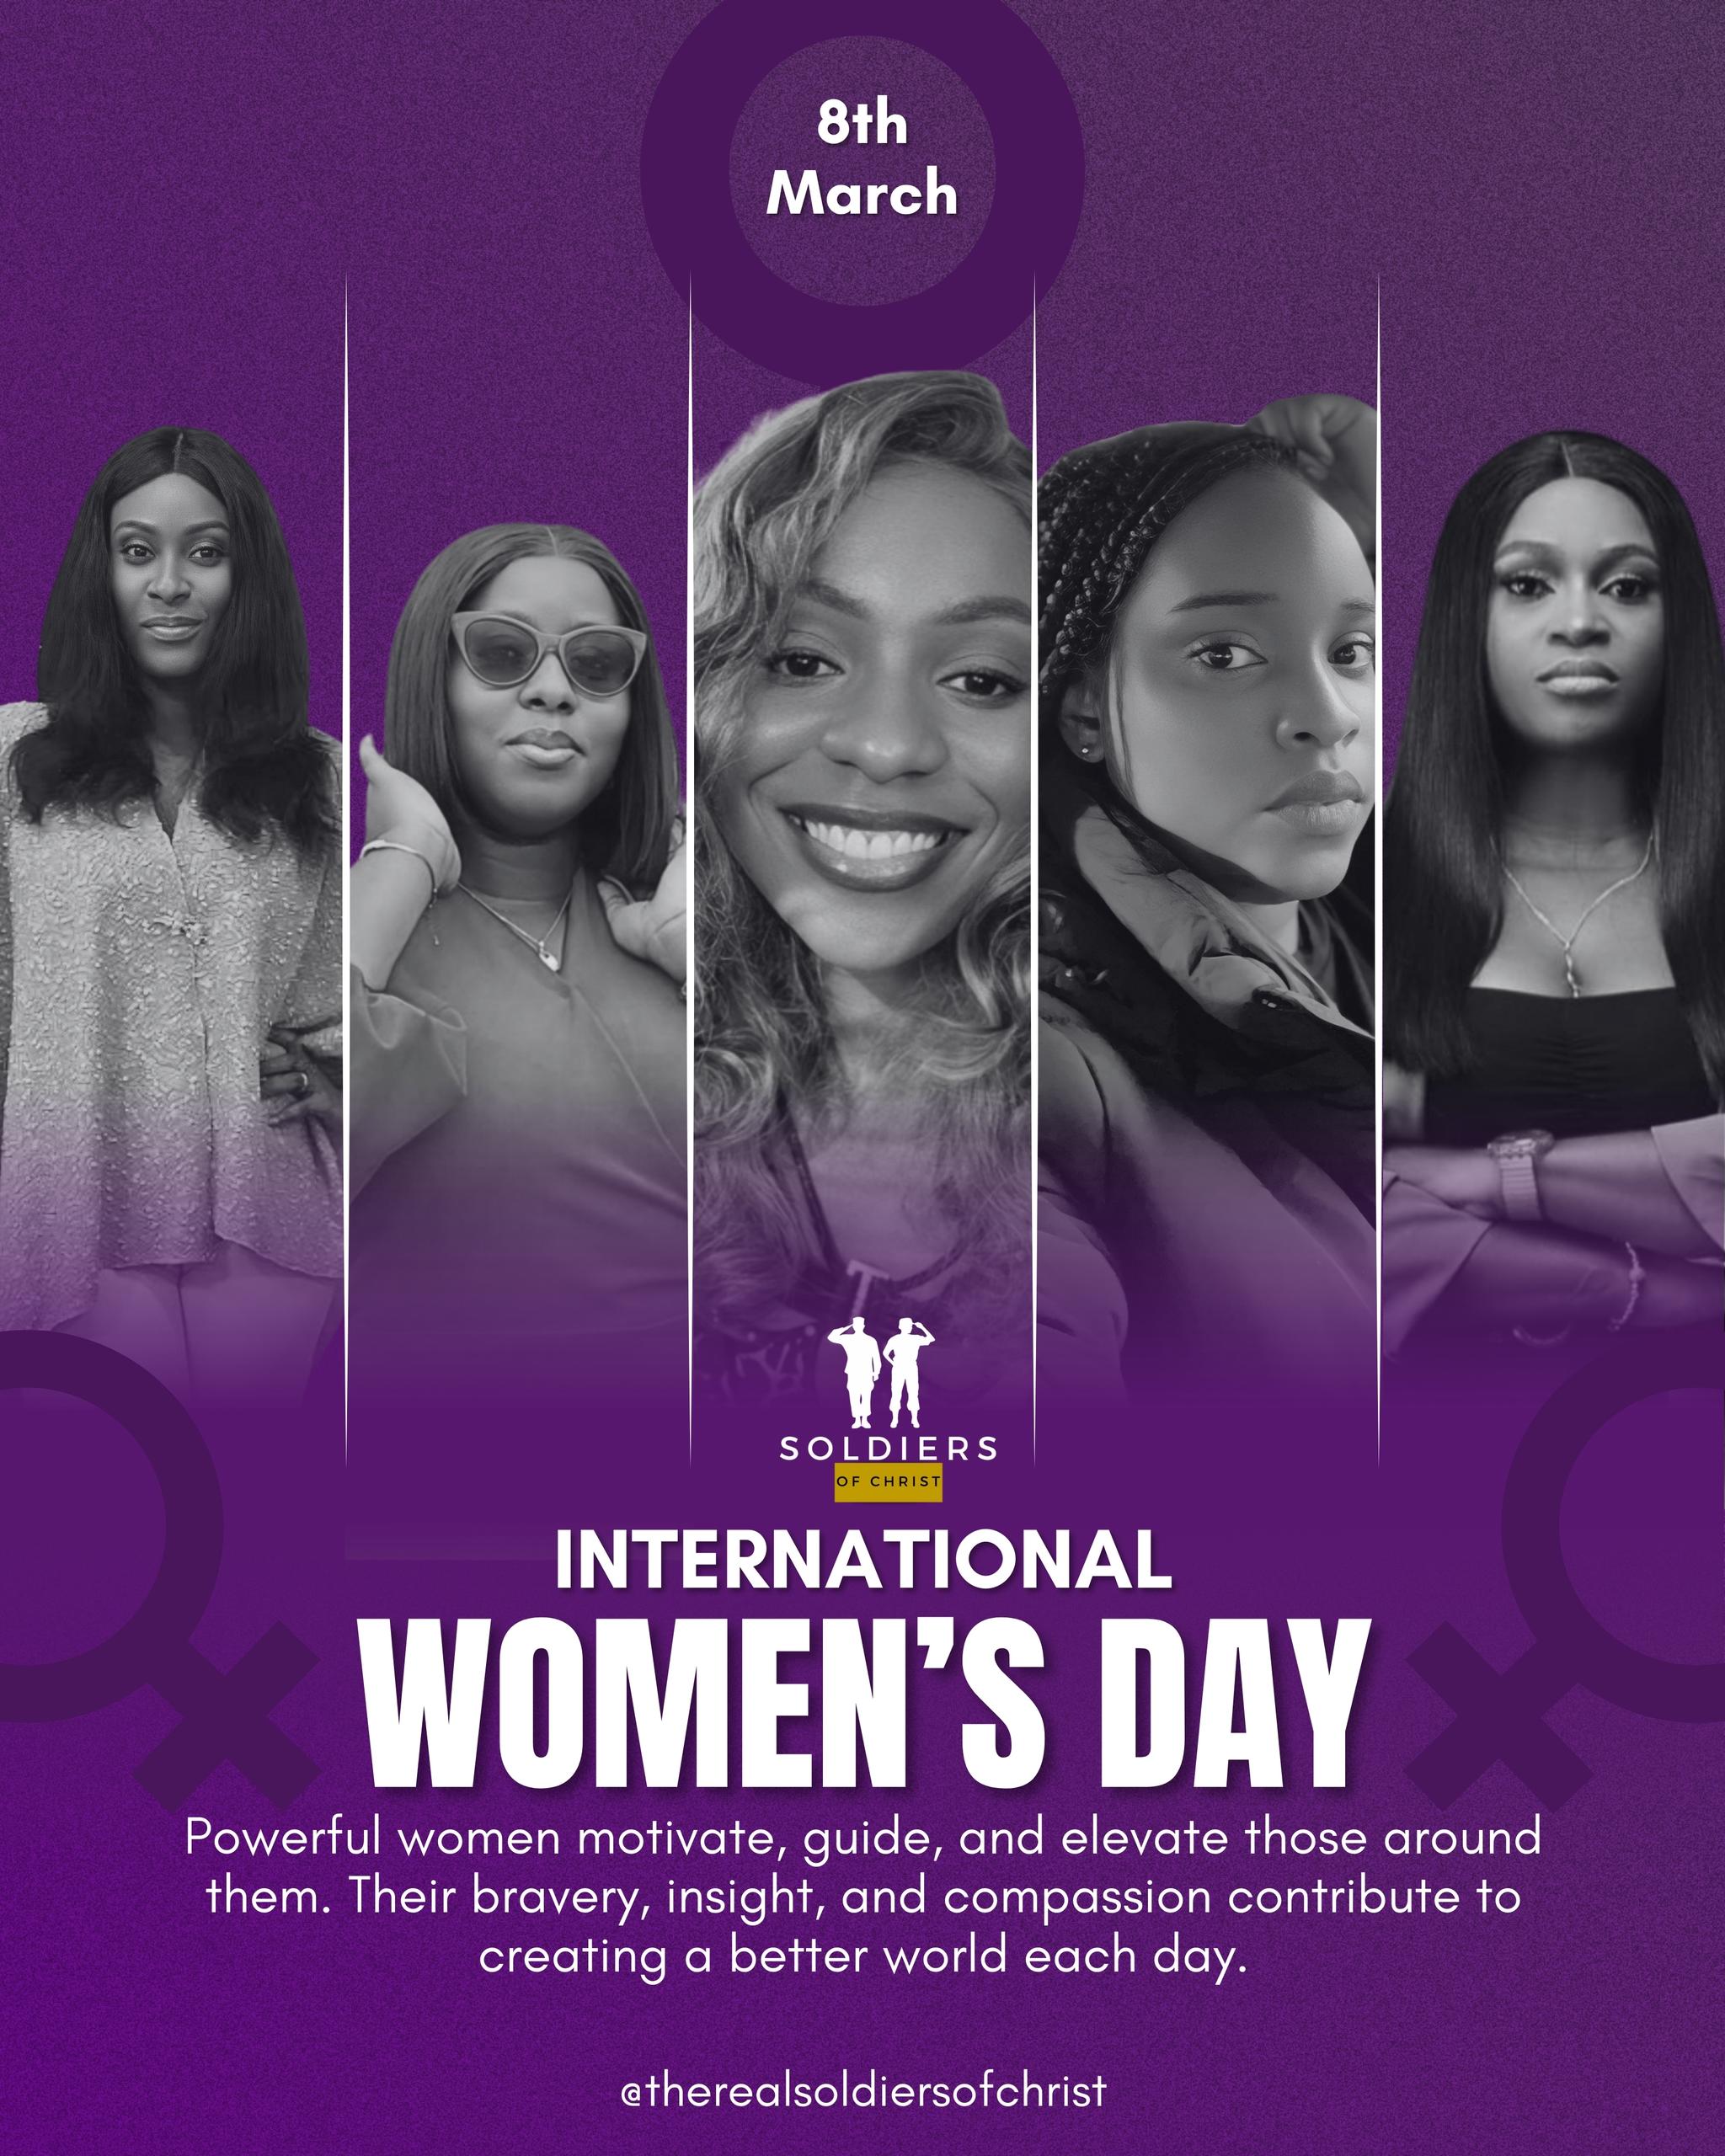 8th
March
SOLDIERS
OF CHRIST
INTERNATIONAL
WOMEN'S DAY
Powerful women motivate, guide, and elevate those around
them. Their bravery, insight, and compassion contribute to
creating a better world each day.
@therealsoldiersofchrist